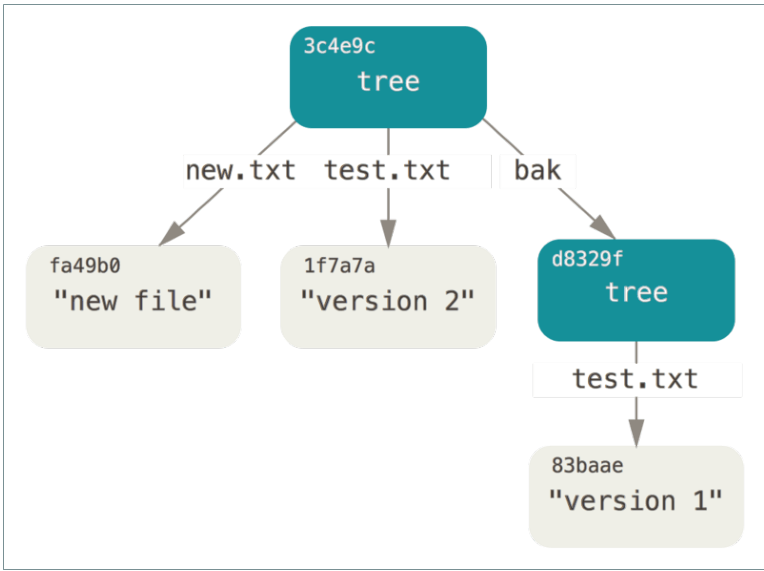 3c4e9c
tree
new.txt
test.txt
bak
fa49b0
"new file"
1f7a7a
"version 2"
d8329f
tree
test.txt
83baae
"version 1"